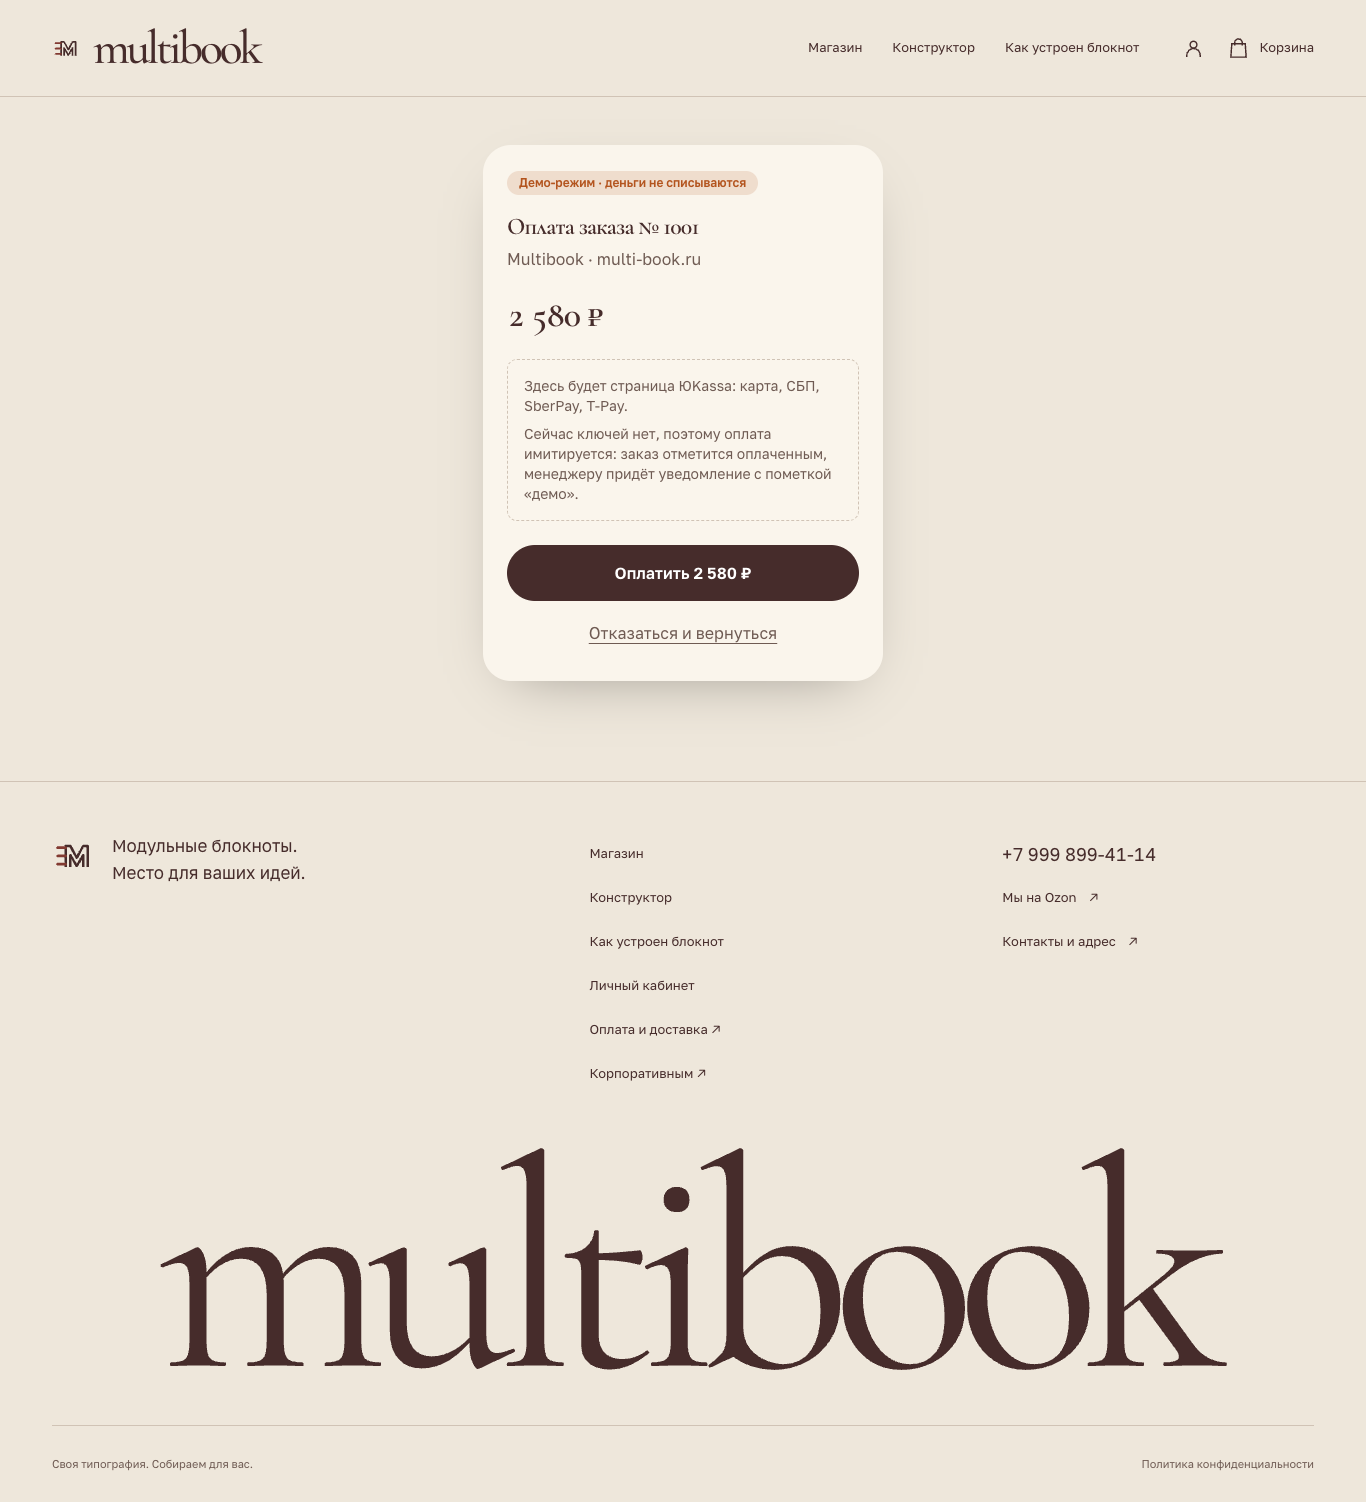 multibook
Магазин
Конструктор
Как устроен блокнот
Корзина
Демо-режим · деньги не списываются
Оплата заказа № 1001
Multibook · multi-book.ru
2 580 ₽
Здесь будет страница ЮKassa: карта, СБП,
SberPay, T-Pay.
Сейчас ключей нет, поэтому оплата
имитируется: заказ отметится оплаченным,
менеджеру придёт уведомление с пометкой
«демо».
Оплатить 2 580 ₽
Отказаться и вернуться
Модульные блокноты.
Место для ваших идей.
Магазин
Конструктор
Как устроен блокнот
Личный кабинет
Оплата и доставка ↗
Корпоративным ↗
+7 999 899-41-14
Мы на Ozon ↗
Контакты и адрес ↗
multibook
Своя типография. Собираем для вас.
Политика конфиденциальности